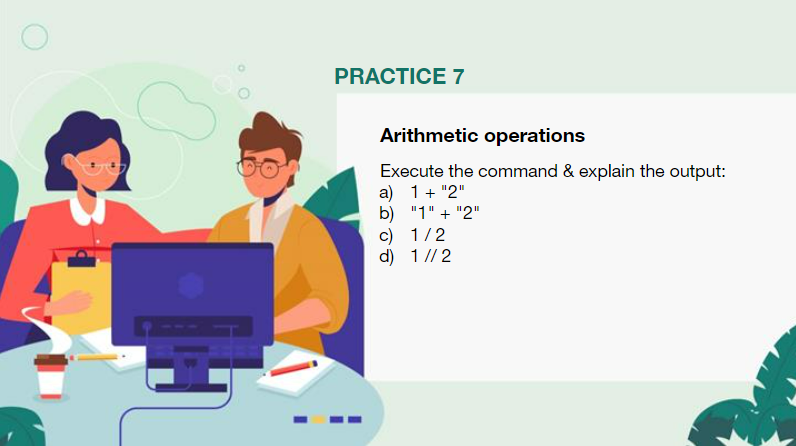 PRACTICE 7
Arithmetic operations
Execute the command & explain the output:
a) 1 + "2"
b) "1" + "2"
c) 1 / 2
d) 1 // 2